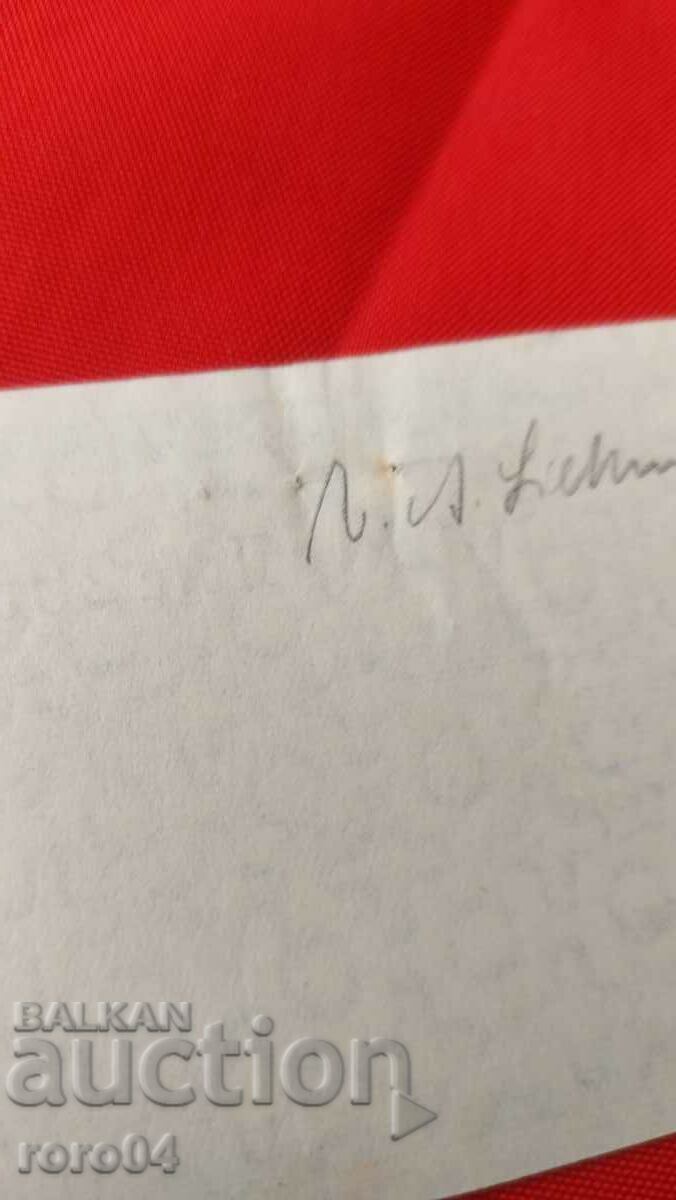 N. A.
BALKAN
auction
roro04